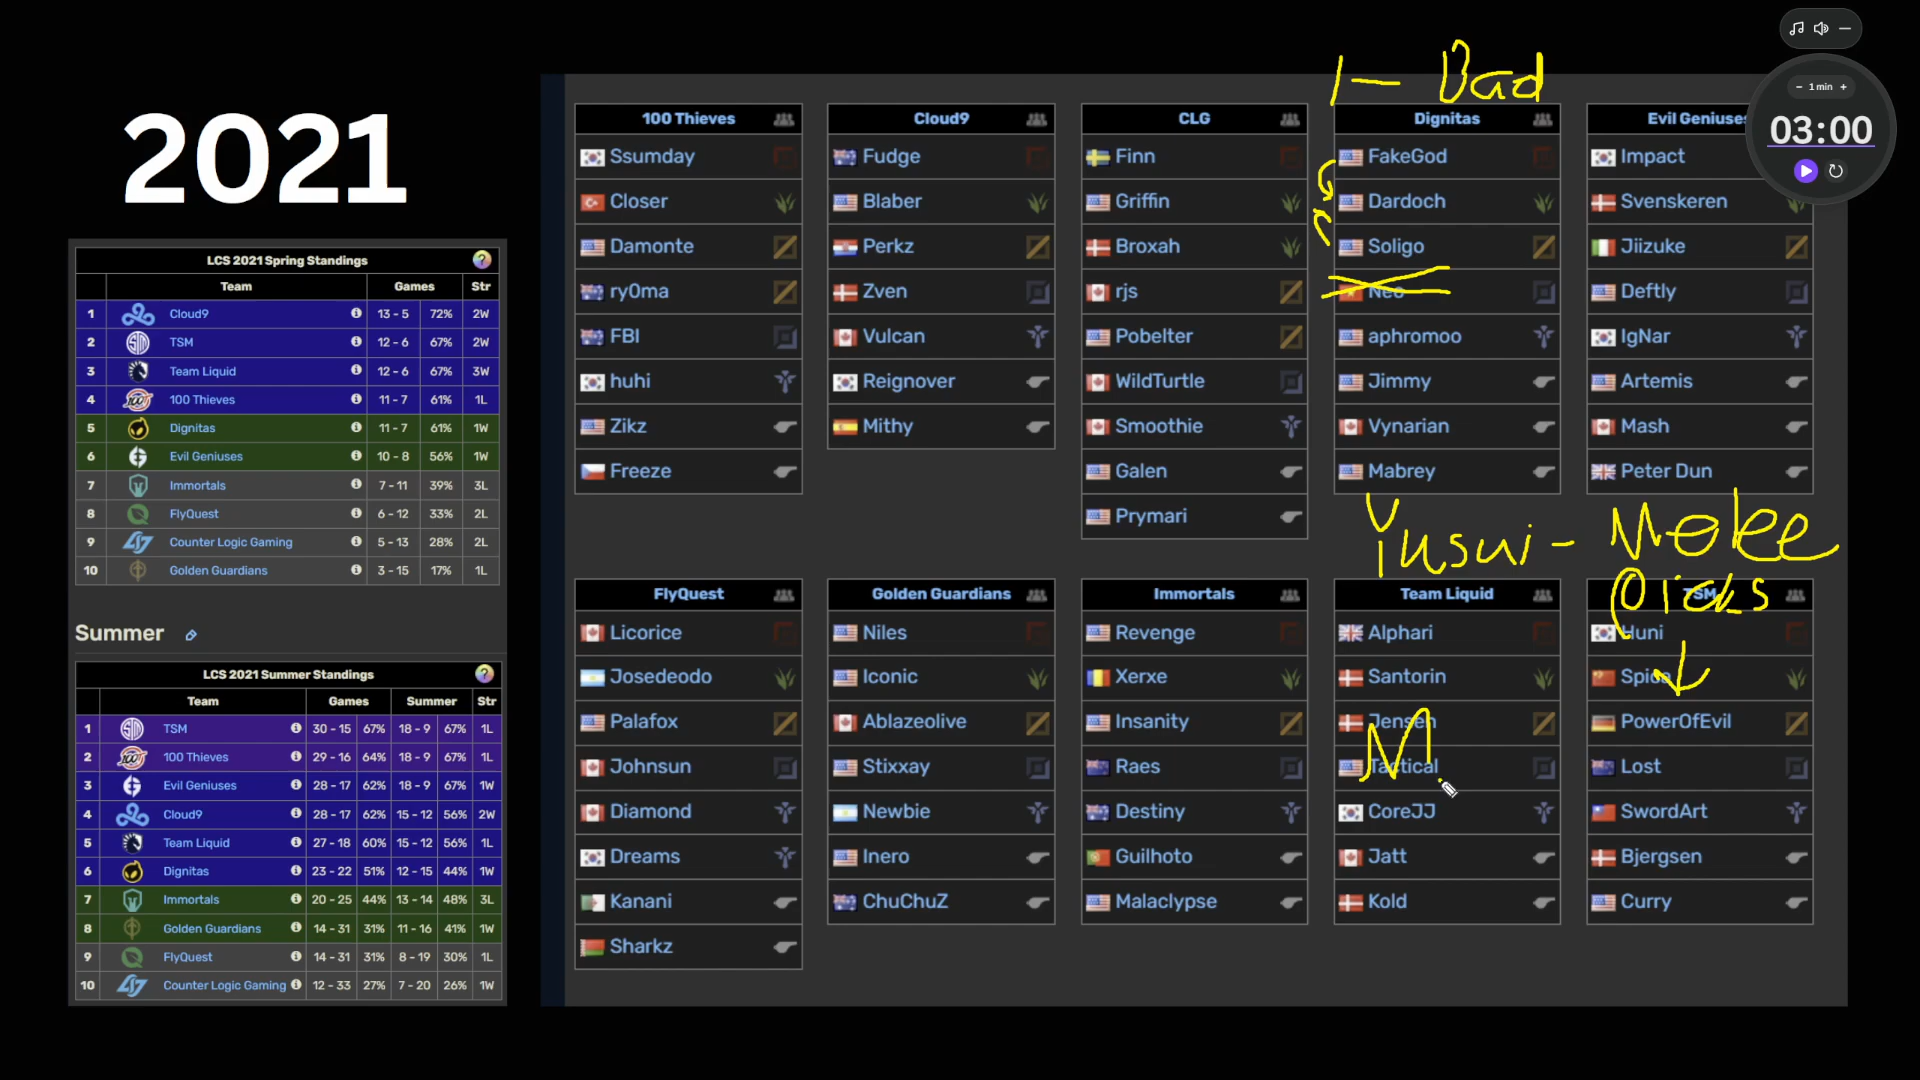 2021
LCS 2021 Spring Standings
Team Games Str
1 Cloud9 13 - 5 72% 2W
2 TSM 12 - 6 67% 2W
3 Team Liquid 12 - 6 67% 3W
4 100 Thieves 11 - 7 61% 1L
5 Dignitas 11 - 7 61% 1W
6 Evil Geniuses 10 - 8 56% 1W
7 Immortals 7 - 11 39% 3L
8 FlyQuest 6 - 12 33% 2L
9 Counter Logic Gaming 5 - 13 28% 2L
10 Golden Guardians 3 - 15 17% 1L
Summer
LCS 2021 Summer Standings
Team Games Summer Str
1 TSM 30 - 15 67% 18 - 9 67% 1L
2 100 Thieves 29 - 16 64% 18 - 9 67% 1L
3 Evil Geniuses 28 - 17 62% 18 - 9 67% 1W
4 Cloud9 28 - 17 62% 15 - 12 56% 2W
5 Team Liquid 27 - 18 60% 15 - 12 56% 1L
6 Dignitas 23 - 22 51% 12 - 15 44% 1W
7 Immortals 20 - 25 44% 13 - 14 48% 3L
8 Golden Guardians 14 - 31 31% 11 - 16 41% 1W
9 FlyQuest 14 - 31 31% 8 - 19 30% 1L
10 Counter Logic Gaming 12 - 33 27% 7 - 20 26% 1W
100 Thieves
Ssumday
Closer
Damonte
ry0ma
FBI
huhi
Zikz
Freeze
Cloud9
Fudge
Blaber
Perkz
Zven
Vulcan
Reignover
Mithy
CLG
Finn
Griffin
Broxah
rjs
Pobelter
WildTurtle
Smoothie
Galen
Prymari
1 - Bad
Dignitas
FakeGod
Dardoch
Soligo
Neo
aphromoo
Jimmy
Vynarian
Mabrey
Evil Geniuses
Impact
Svenskeren
Jiizuke
Deftly
IgNar
Artemis
Mash
Peter Dun
Yusui - Melee
Picks
FlyQuest
Licorice
Josedeodo
Palafox
Johnsun
Diamond
Dreams
Kanani
Sharkz
Golden Guardians
Niles
Iconic
Ablazeolive
Stixxay
Newbie
Inero
ChuChuZ
Immortals
Revenge
Xerxe
Insanity
Raes
Destiny
Guilhoto
Malaclypse
Team Liquid
Alphari
Santorin
Jensen
Tactical
M
CoreJJ
Jatt
Kold
TSM
Huni
Spica
PowerOfEvil
Lost
SwordArt
Bjergsen
Curry
- 1 min +
03:00